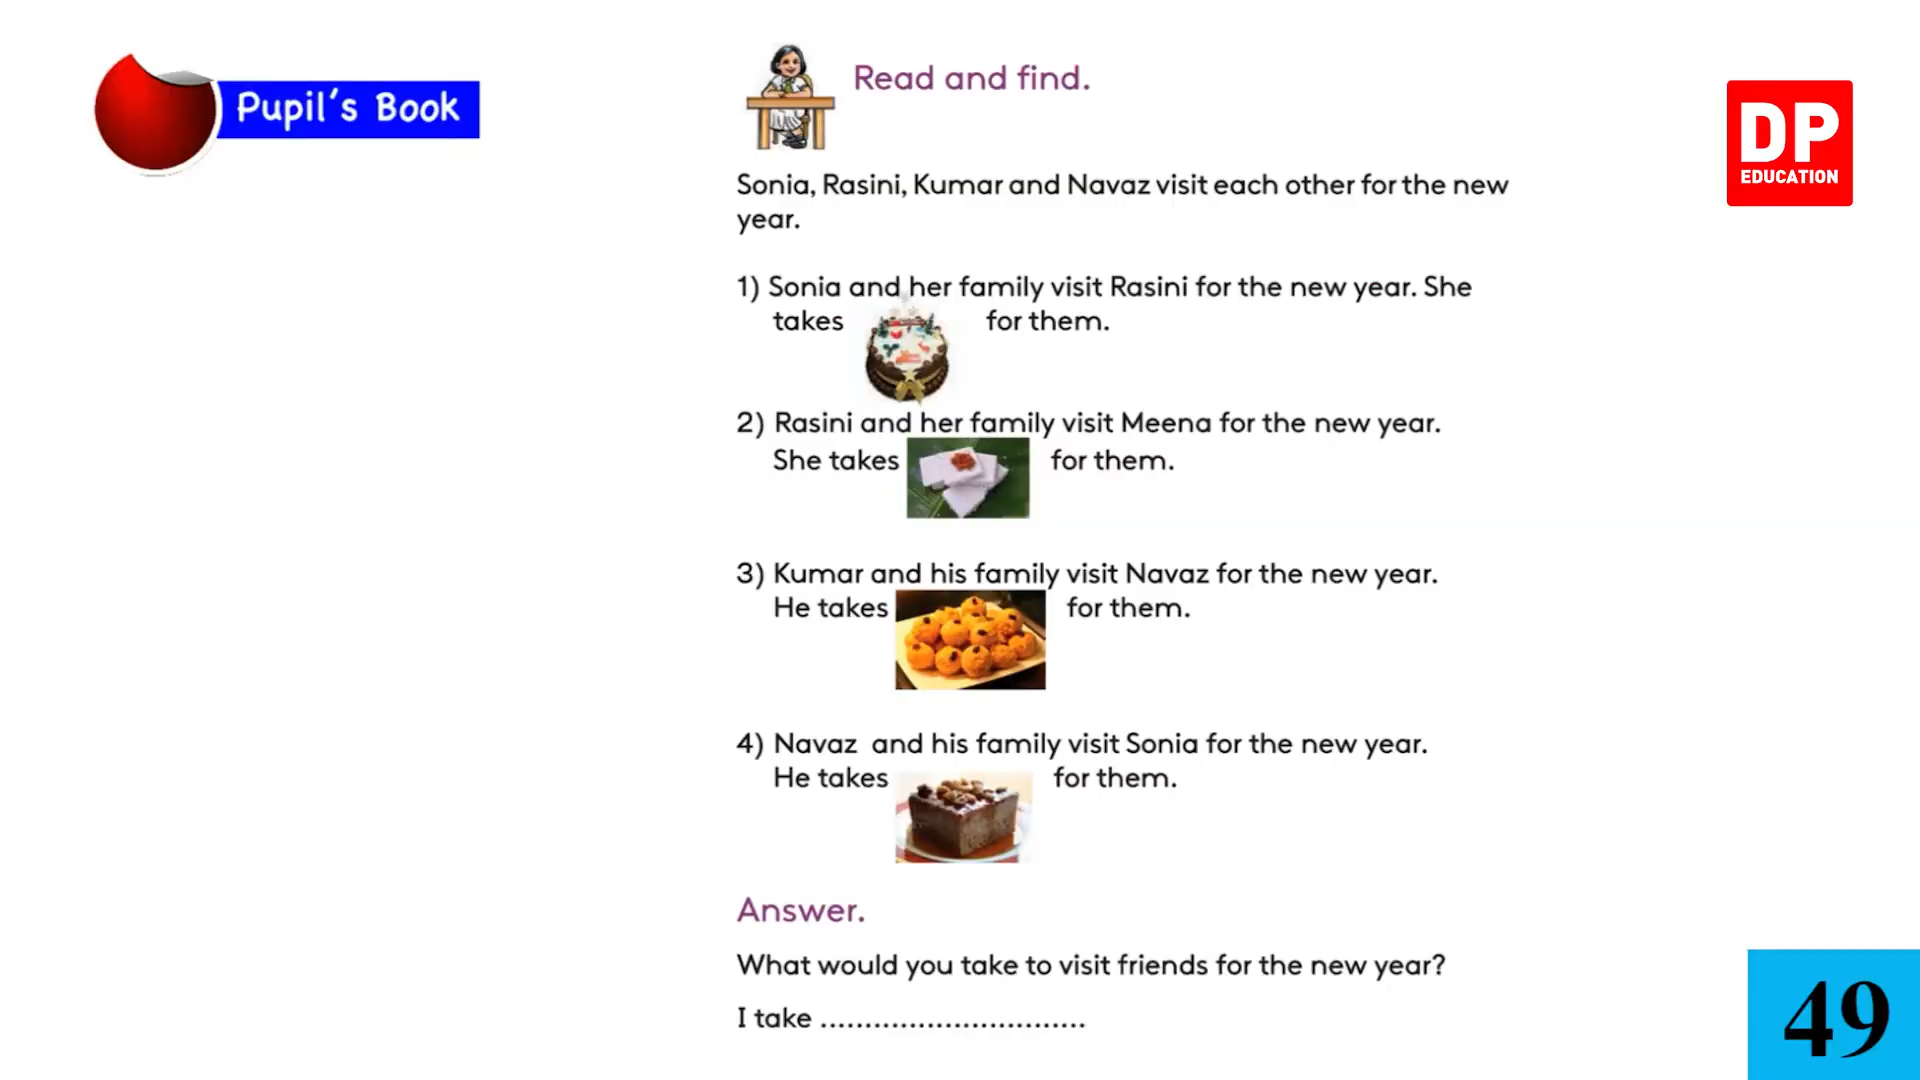 Pupil's Book
Read and find.
DP
EDUCATION
Sonia, Rasini, Kumar and Navaz visit each other for the new
year.
1) Sonia and her family visit Rasini for the new year. She
takes for them.
2) Rasini and her family visit Meena for the new year.
She takes for them.
3) Kumar and his family visit Navaz for the new year.
He takes for them.
4) Navaz and his family visit Sonia for the new year.
He takes for them.
Answer.
What would you take to visit friends for the new year?
I take ..............................
49